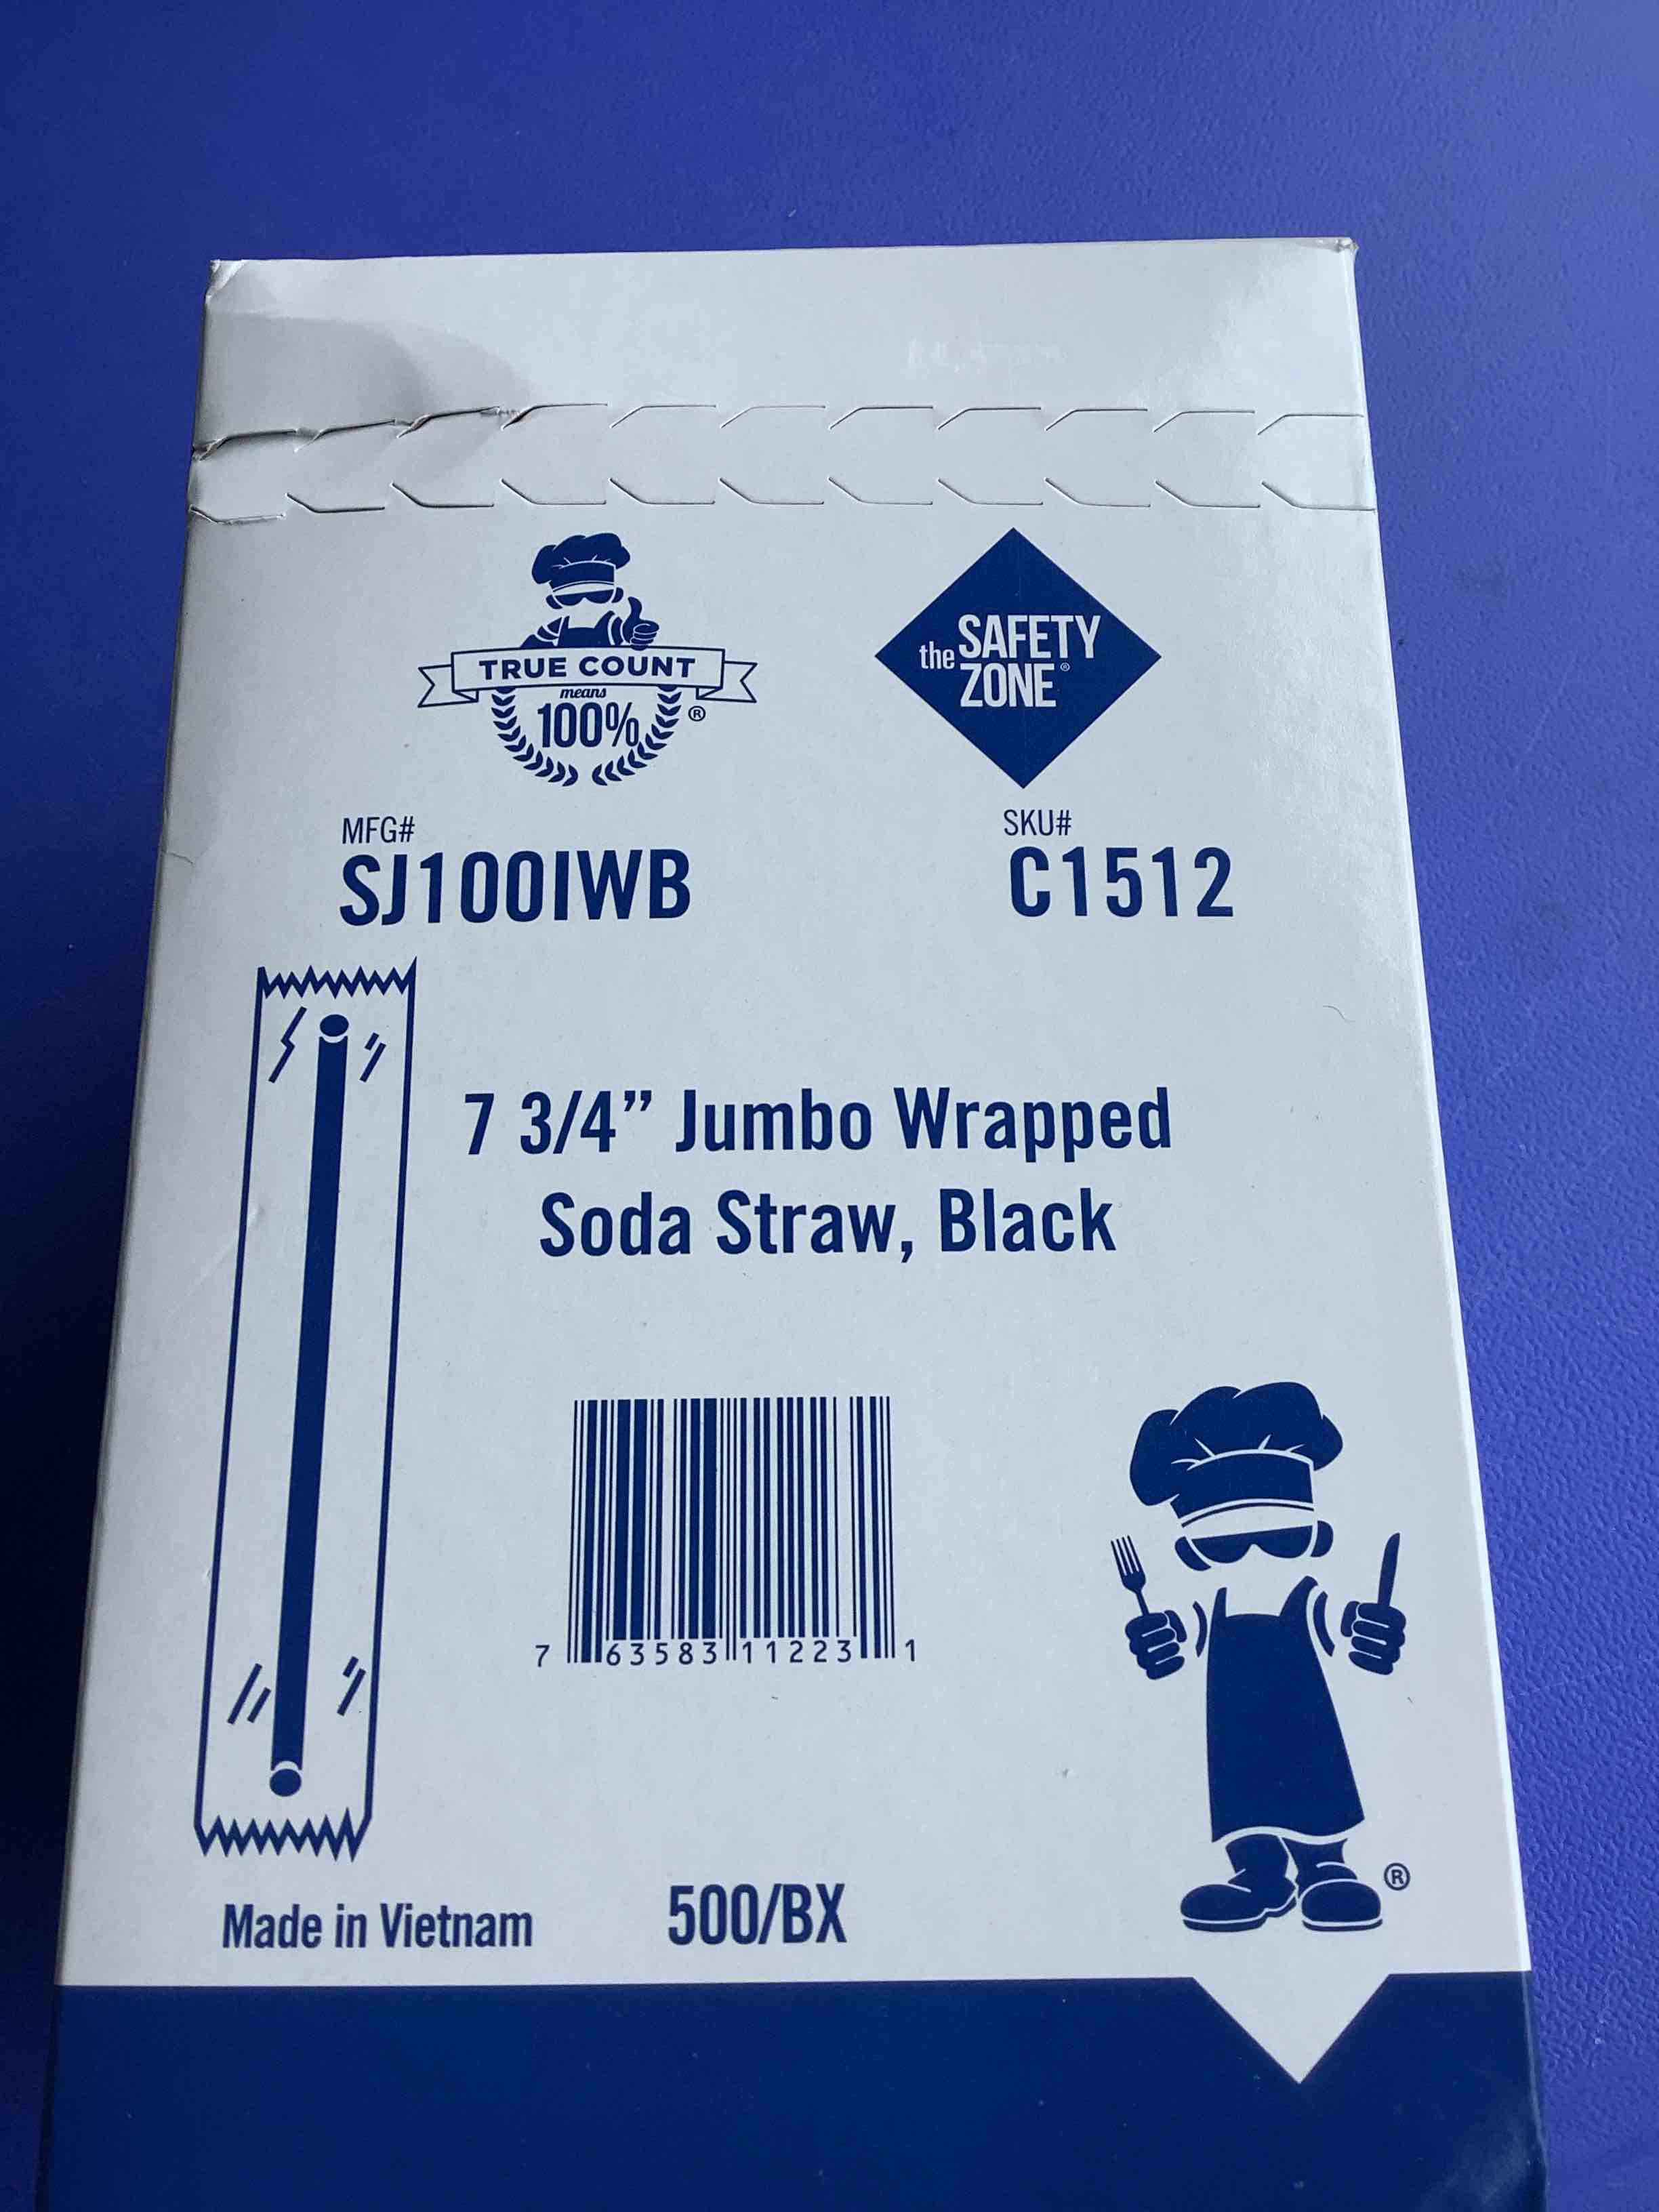 TRUE COUNT
means
100%
®
the SAFETY
ZONE®
MFG#
SJ100IWB
SKU#
C1512
7 3/4” Jumbo Wrapped
Soda Straw, Black
7 63583 11223 1
Made in Vietnam
500/BX
®